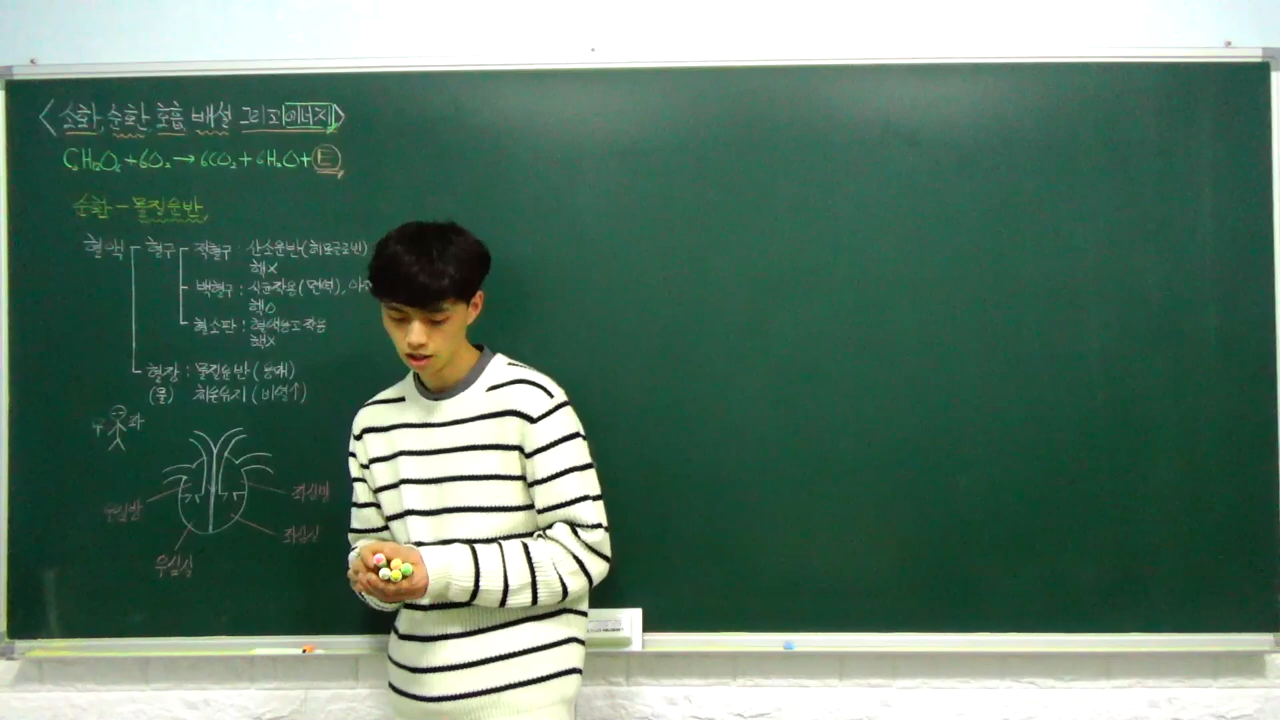 <소화, 순환, 호흡, 배설 그리고 에너지>
C₆H₁₂O₆+6O₂→6CO₂+6H₂O+E
순환-물질운반
혈액 혈구 적혈구: 산소운반(헤모글로빈)
핵X
백혈구: 식균작용(면역),
핵O
혈소판: 혈액응고 작용
핵X
혈장: 물질운반(용매)
(물) 체온유지(비열↑)
우 좌
좌심방
우심방
좌심실
우심실